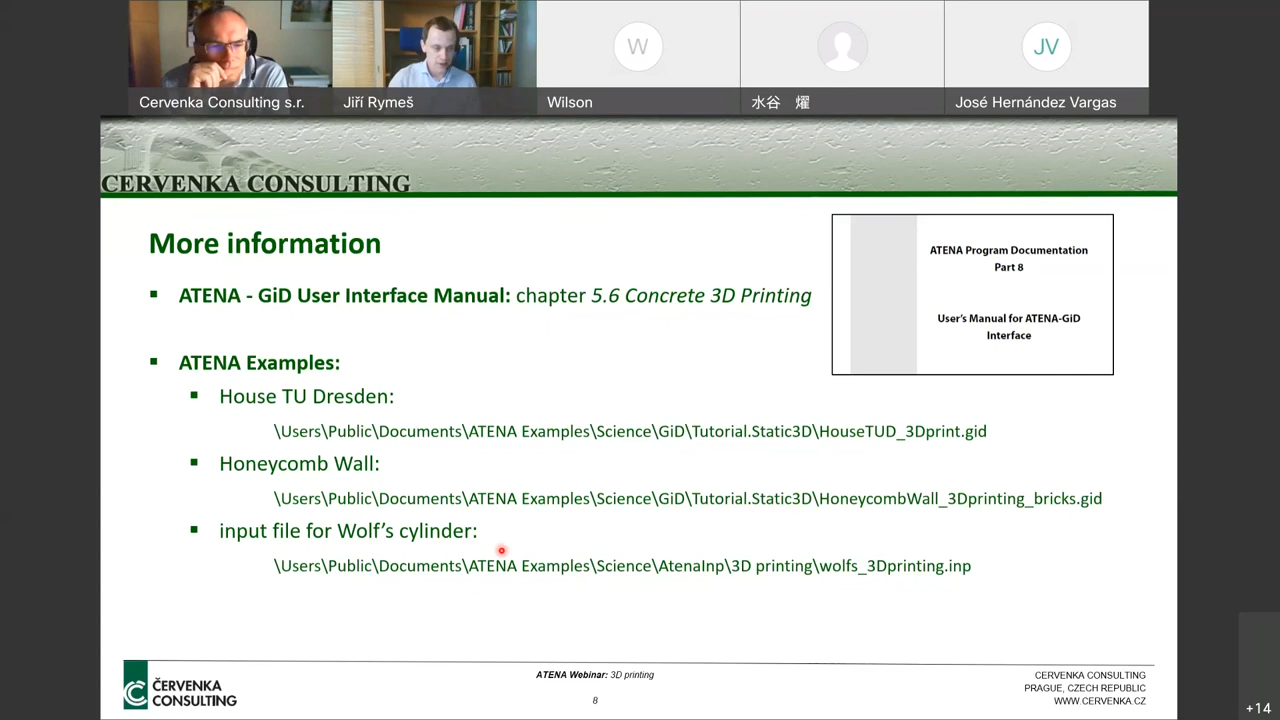 W
JV
Cervenka Consulting s.r.
Jiří Rymeš
Wilson
水谷　燿
José Hernández Vargas
CERVENKA CONSULTING
More information
ATENA Program Documentation
Part 8
User's Manual for ATENA-GiD
Interface
▪ ATENA - GiD User Interface Manual: chapter 5.6 Concrete 3D Printing
▪ ATENA Examples:
▪ House TU Dresden:
\Users\Public\Documents\ATENA Examples\Science\GiD\Tutorial.Static3D\HouseTUD_3Dprint.gid
▪ Honeycomb Wall:
\Users\Public\Documents\ATENA Examples\Science\GiD\Tutorial.Static3D\HoneycombWall_3Dprinting_bricks.gid
▪ input file for Wolf's cylinder:
\Users\Public\Documents\ATENA Examples\Science\AtenaInp\3D printing\wolfs_3Dprinting.inp
ČERVENKA
CONSULTING
ATENA Webinar: 3D printing
8
CERVENKA CONSULTING
PRAGUE, CZECH REPUBLIC
WWW.CERVENKA.CZ
+14